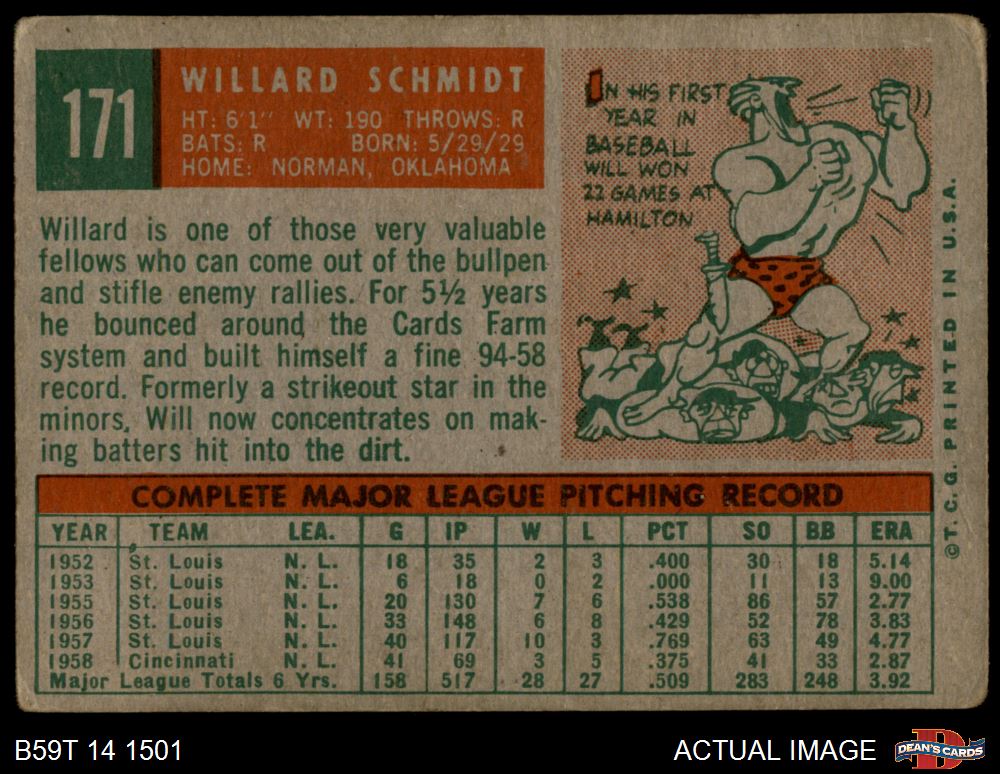 171
WILLARD SCHMIDT
HT: 6'1" WT: 190 THROWS: R
BATS: R BORN: 5/29/29
HOME: NORMAN, OKLAHOMA
Willard is one of those very valuable
fellows who can come out of the bullpen
and stifle enemy rallies. For 5½ years
he bounced around the Cards Farm
system and built himself a fine 94-58
record. Formerly a strikeout star in the
minors, Will now concentrates on mak-
ing batters hit into the dirt.
IN HIS FIRST
YEAR IN
BASEBALL
WILL WON
22 GAMES AT
HAMILTON
©T.C.G. PRINTED IN U.S.A.
COMPLETE MAJOR LEAGUE PITCHING RECORD
YEAR TEAM LEA. G IP W L PCT SO BB ERA
1952 St. Louis N. L. 18 35 2 3 .400 30 18 5.14
1953 St. Louis N. L. 6 18 0 2 .000 11 13 9.00
1955 St. Louis N. L. 20 130 7 6 .538 86 57 2.77
1956 St. Louis N. L. 33 148 6 8 .429 52 78 3.83
1957 St. Louis N. L. 40 117 10 3 .769 63 49 4.77
1958 Cincinnati N. L. 41 69 3 5 .375 41 33 2.87
Major League Totals 6 Yrs. 158 517 28 27 .509 283 248 3.92
B59T 14 1501
ACTUAL IMAGE
D
DEAN'S CARDS